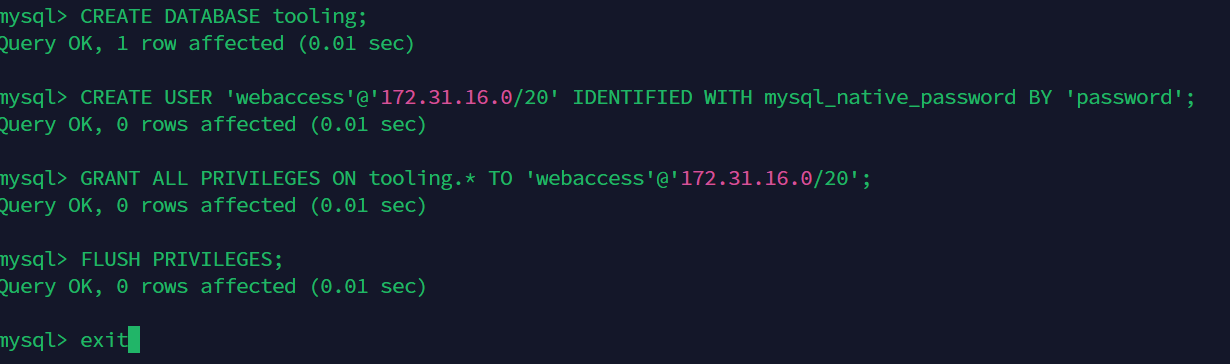 mysql> CREATE DATABASE tooling;
Query OK, 1 row affected (0.01 sec)
mysql> CREATE USER 'webaccess'@'172.31.16.0/20' IDENTIFIED WITH mysql_native_password BY 'password';
Query OK, 0 rows affected (0.01 sec)
mysql> GRANT ALL PRIVILEGES ON tooling.* TO 'webaccess'@'172.31.16.0/20';
Query OK, 0 rows affected (0.01 sec)
mysql> FLUSH PRIVILEGES;
Query OK, 0 rows affected (0.01 sec)
mysql> exit